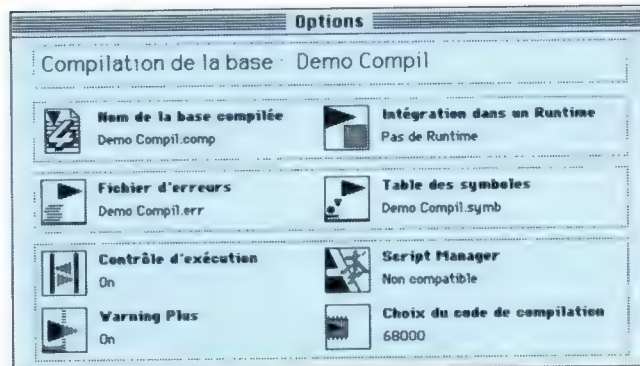 Options
Compilation de la base : Demo Compil
Nom de la base compilée
Demo Compil.comp
Intégration dans un Runtime
Pas de Runtime
Fichier d'erreurs
Demo Compil.err
Table des symboles
Demo Compil.symb
Contrôle d'exécution
On
Script Manager
Non compatible
Warning Plus
On
Choix du code de compilation
68000